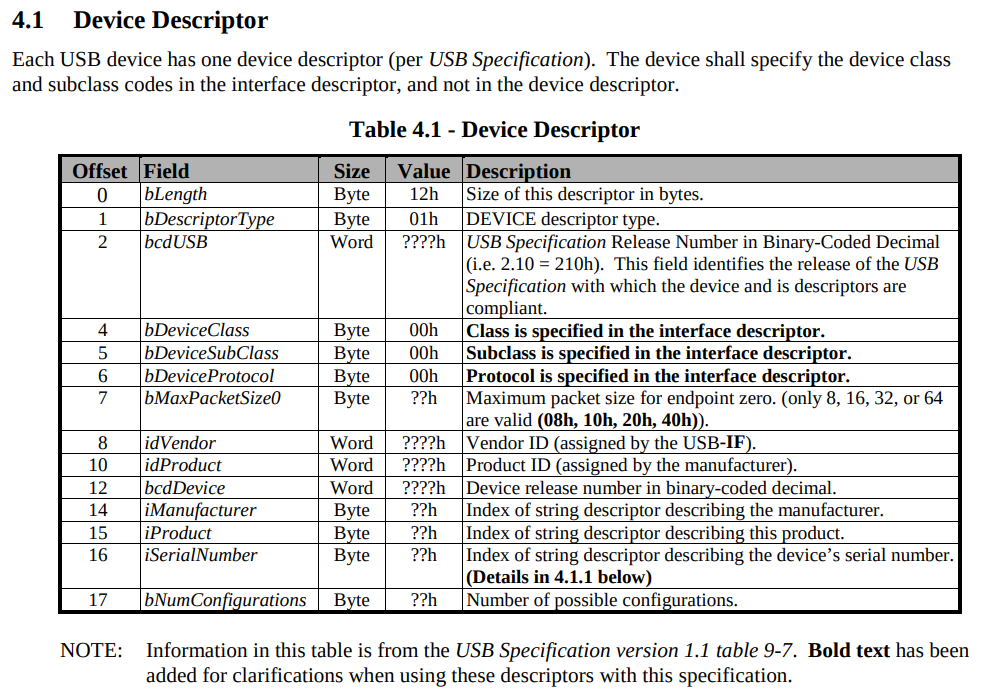 4.1 Device Descriptor
Each USB device has one device descriptor (per USB Specification). The device shall specify the device class
and subclass codes in the interface descriptor, and not in the device descriptor.
Table 4.1 - Device Descriptor
Offset Field Size Value Description
0 bLength Byte 12h Size of this descriptor in bytes.
1 bDescriptorType Byte 01h DEVICE descriptor type.
2 bcdUSB Word ????h USB Specification Release Number in Binary-Coded Decimal
(i.e. 2.10 = 210h). This field identifies the release of the USB
Specification with which the device and is descriptors are
compliant.
4 bDeviceClass Byte 00h Class is specified in the interface descriptor.
5 bDeviceSubClass Byte 00h Subclass is specified in the interface descriptor.
6 bDeviceProtocol Byte 00h Protocol is specified in the interface descriptor.
7 bMaxPacketSize0 Byte ??h Maximum packet size for endpoint zero. (only 8, 16, 32, or 64
are valid (08h, 10h, 20h, 40h)).
8 idVendor Word ????h Vendor ID (assigned by the USB-IF).
10 idProduct Word ????h Product ID (assigned by the manufacturer).
12 bcdDevice Word ????h Device release number in binary-coded decimal.
14 iManufacturer Byte ??h Index of string descriptor describing the manufacturer.
15 iProduct Byte ??h Index of string descriptor describing this product.
16 iSerialNumber Byte ??h Index of string descriptor describing the device’s serial number.
(Details in 4.1.1 below)
17 bNumConfigurations Byte ??h Number of possible configurations.
NOTE: Information in this table is from the USB Specification version 1.1 table 9-7. Bold text has been
added for clarifications when using these descriptors with this specification.